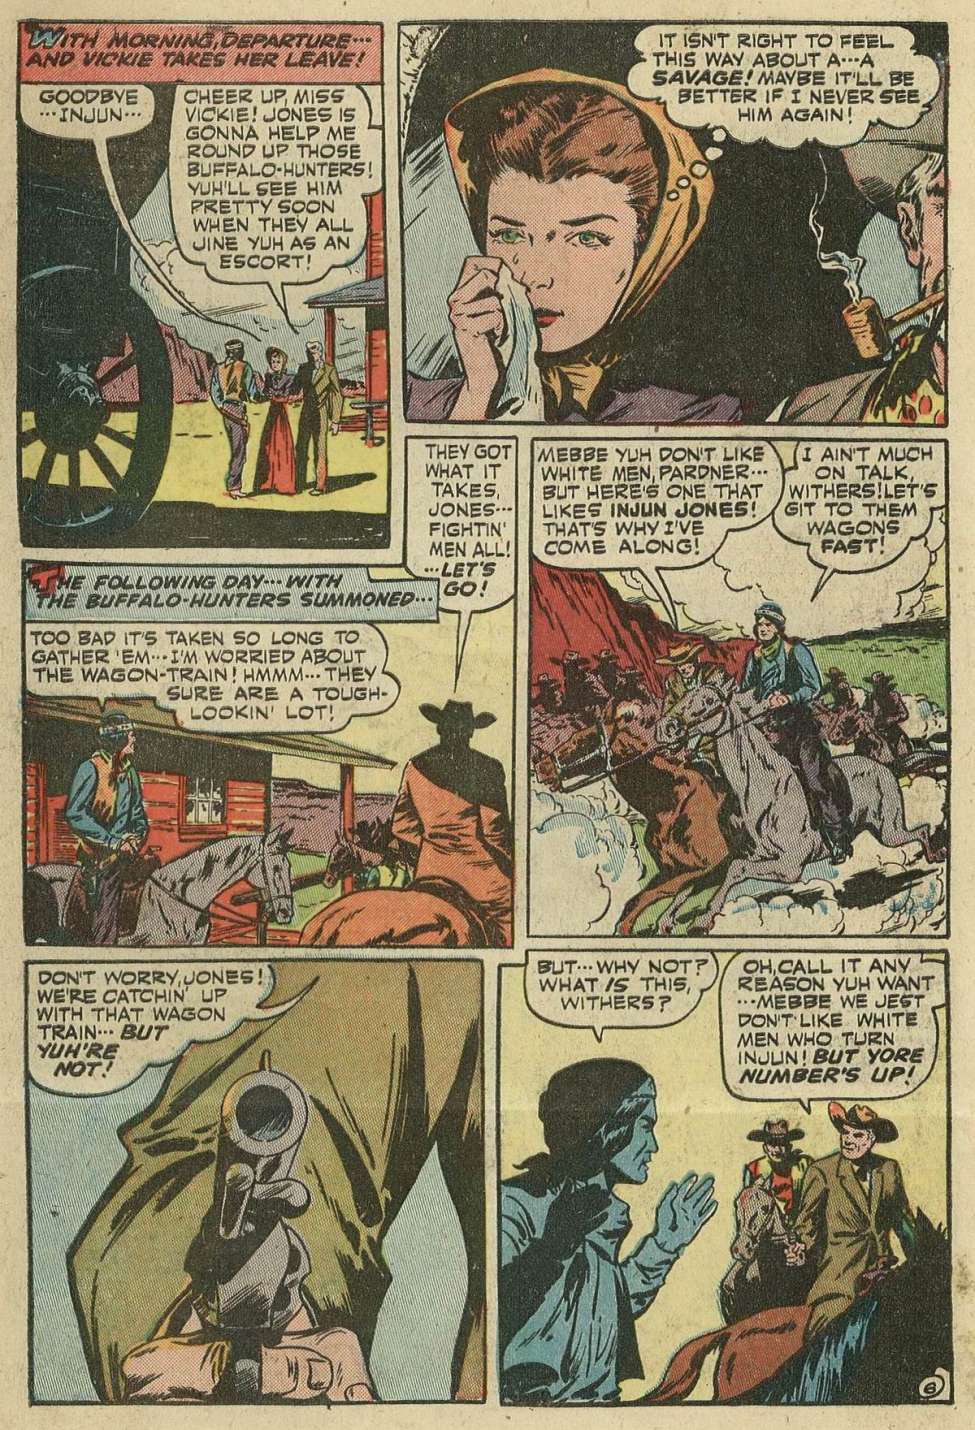 WITH MORNING, DEPARTURE---
AND VICKIE TAKES HER LEAVE!
GOODBYE
---INJUN---
CHEER UP, MISS
VICKIE! JONES IS
GONNA HELP ME
ROUND UP THOSE
BUFFALO-HUNTERS!
YUH'LL SEE HIM
PRETTY SOON
WHEN THEY ALL
JINE YUH AS AN
ESCORT!
IT ISN'T RIGHT TO FEEL
THIS WAY ABOUT A---A
SAVAGE! MAYBE IT'LL BE
BETTER IF I NEVER SEE
HIM AGAIN!
THE FOLLOWING DAY---WITH
THE BUFFALO-HUNTERS SUMMONED---
TOO BAD IT'S TAKEN SO LONG TO
GATHER 'EM---I'M WORRIED ABOUT
THE WAGON-TRAIN! HMMM---THEY
SURE ARE A TOUGH-
LOOKIN' LOT!
THEY GOT
WHAT IT
TAKES,
JONES---
FIGHTIN'
MEN ALL!
---LET'S
GO!
MEBBE YUH DON'T LIKE
WHITE MEN, PARDNER---
BUT HERE'S ONE THAT
LIKES INJUN JONES!
THAT'S WHY I'VE
COME ALONG!
I AIN'T MUCH
ON TALK,
WITHERS! LET'S
GIT TO THEM
WAGONS
FAST!
DON'T WORRY, JONES!
WE'RE CATCHIN' UP
WITH THAT WAGON
TRAIN--- BUT
YUH'RE
NOT!
BUT---WHY NOT?
WHAT IS THIS,
WITHERS?
OH, CALL IT ANY
REASON YUH WANT
---MEBBE WE JEST
DON'T LIKE WHITE
MEN WHO TURN
INJUN! BUT YORE
NUMBER'S UP!
6